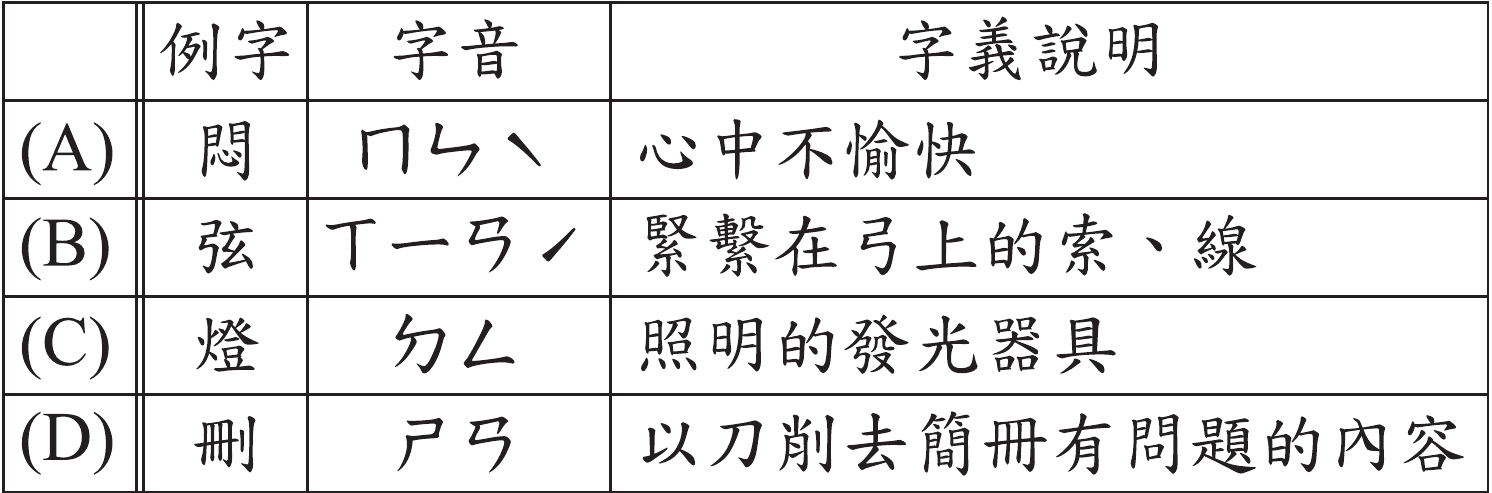 例字 字音 字義說明
(A) 悶 ㄇㄣˋ 心中不愉快
(B) 弦 ㄒㄧㄢˊ 緊繫在弓上的索、線
(C) 燈 ㄉㄥ 照明的發光器具
(D) 刪 ㄕㄢ 以刀削去簡冊有問題的內容